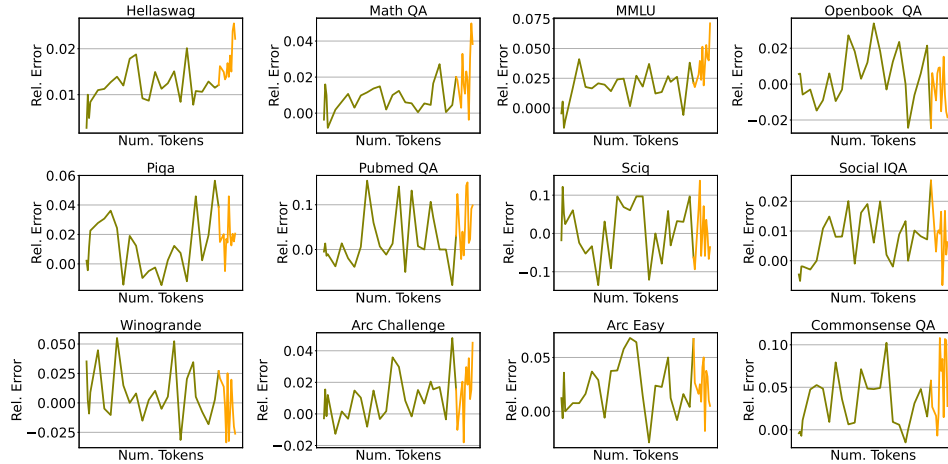 Hellaswag
Rel. Error
0.02
0.01
Num. Tokens
Math QA
Rel. Error
0.04
0.02
0.00
Num. Tokens
MMLU
Rel. Error
0.075
0.050
0.025
0.000
Num. Tokens
Openbook QA
Rel. Error
0.02
0.00
−0.02
Num. Tokens
Piqa
Rel. Error
0.06
0.04
0.02
0.00
Num. Tokens
Pubmed QA
Rel. Error
0.1
0.0
Num. Tokens
Sciq
Rel. Error
0.1
0.0
−0.1
Num. Tokens
Social IQA
Rel. Error
0.02
0.01
0.00
Num. Tokens
Winogrande
Rel. Error
0.050
0.025
0.000
−0.025
Num. Tokens
Arc Challenge
Rel. Error
0.04
0.02
0.00
−0.02
Num. Tokens
Arc Easy
Rel. Error
0.05
0.00
Num. Tokens
Commonsense QA
Rel. Error
0.10
0.05
0.00
Num. Tokens